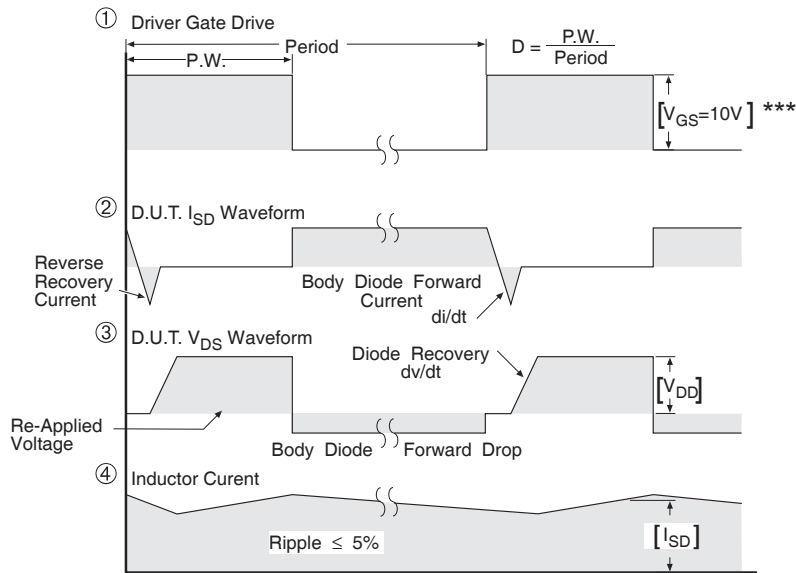 ① Driver Gate Drive
Period
P.W.
D = P.W. / Period
[VGS=10V] ***
② D.U.T. ISD Waveform
Reverse
Recovery
Current
Body Diode Forward
Current
di/dt
③ D.U.T. VDS Waveform
Diode Recovery
dv/dt
[VDD]
Re-Applied
Voltage
Body Diode Forward Drop
④ Inductor Curent
Ripple ≤ 5%
[ISD]